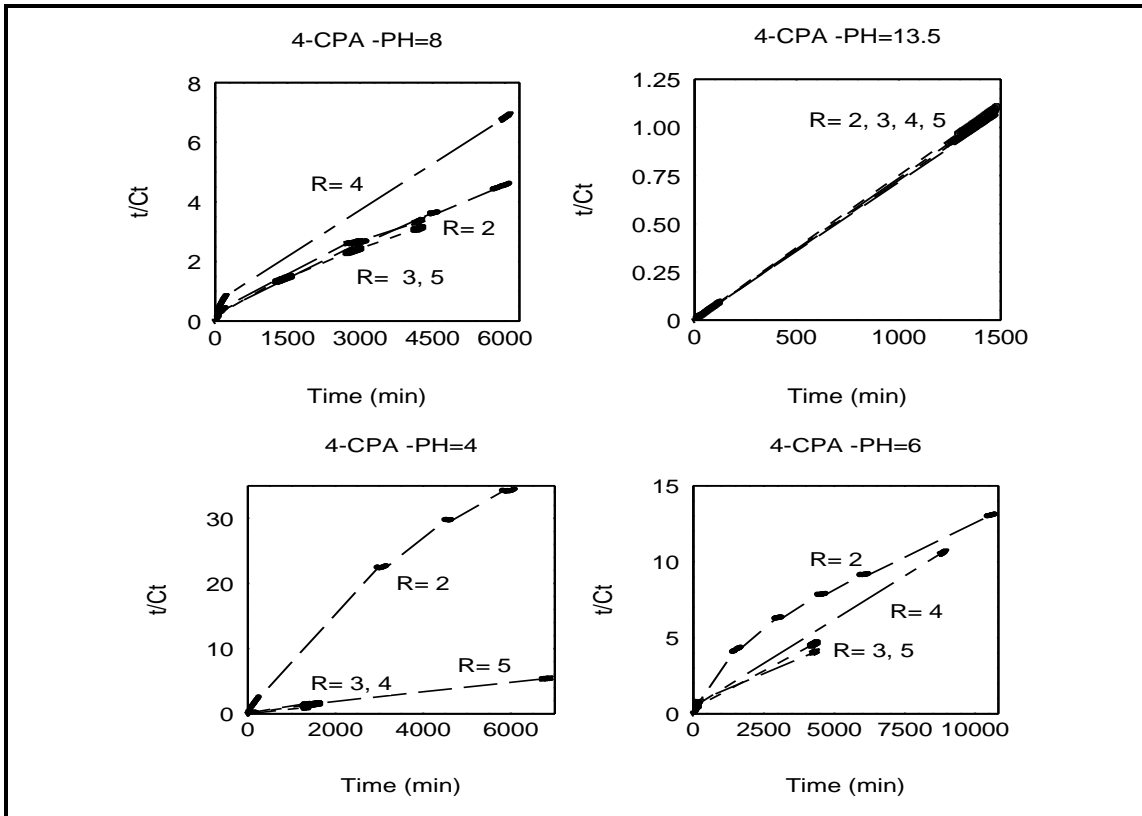 4-CPA -PH=8
8
6
4
2
0
t/Ct
R= 4
R= 2
R= 3, 5
0 1500 3000 4500 6000
Time (min)
4-CPA -PH=13.5
1.25
1.00
0.75
0.50
0.25
0
t/Ct
R= 2, 3, 4, 5
0 500 1000 1500
Time (min)
4-CPA -PH=4
30
20
10
0
t/Ct
R= 2
R= 5
R= 3, 4
0 2000 4000 6000
Time (min)
4-CPA -PH=6
15
10
5
0
t/Ct
R= 2
R= 4
R= 3, 5
0 2500 5000 7500 10000
Time (min)